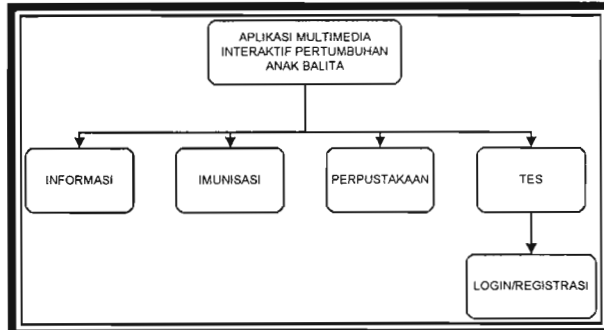 APLIKASI MULTIMEDIA
INTERAKTIF PERTUMBUHAN
ANAK BALITA
INFORMASI
IMUNISASI
PERPUSTAKAAN
TES
LOGIN/REGISTRASI